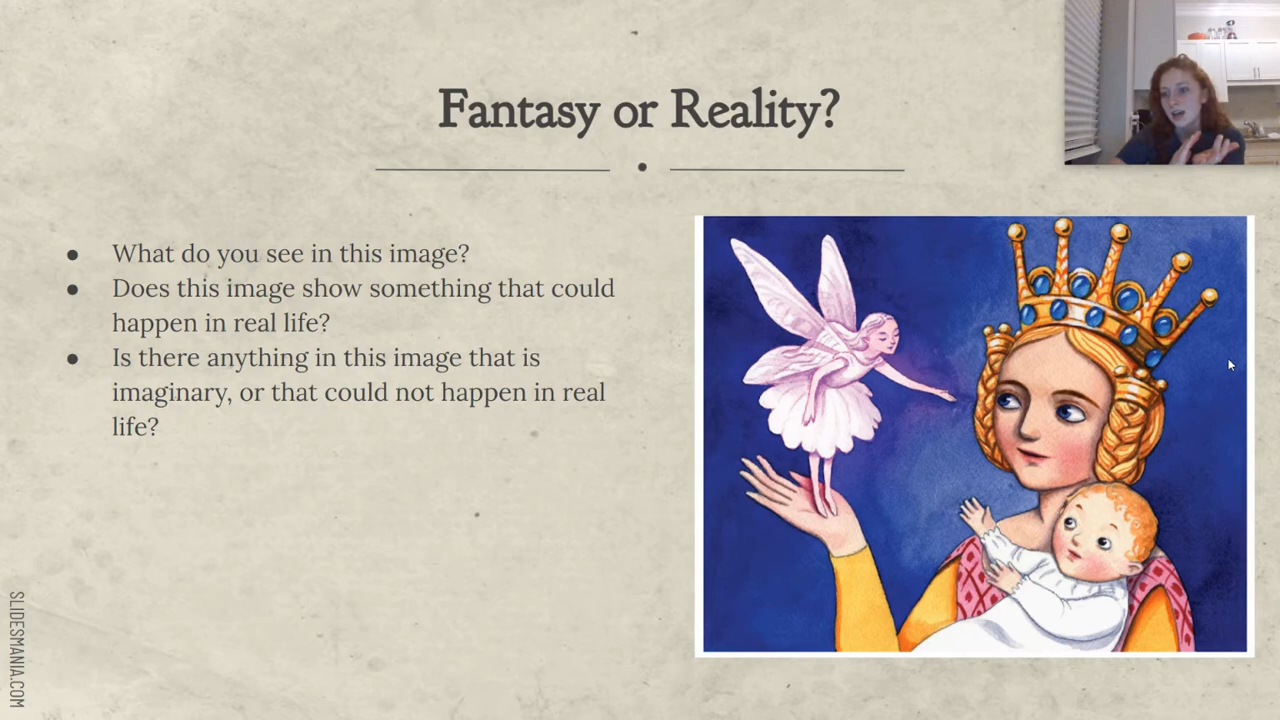 Fantasy or Reality?
● What do you see in this image?
● Does this image show something that could
happen in real life?
● Is there anything in this image that is
imaginary, or that could not happen in real
life?
SLIDESMANIA.COM